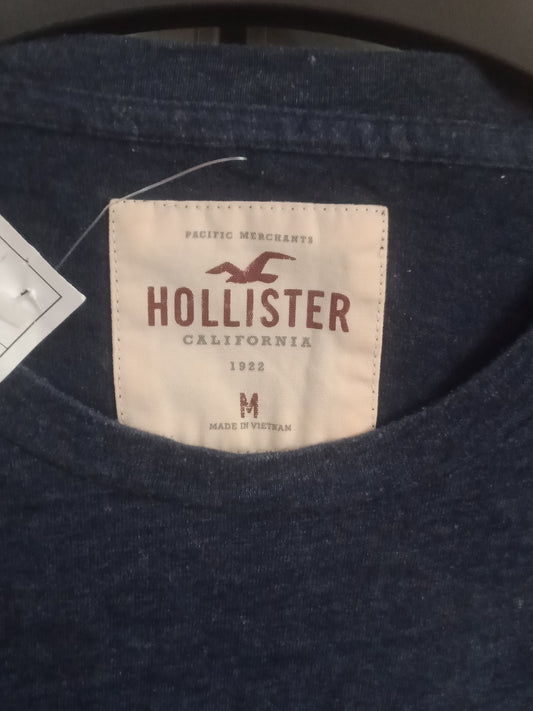 PACIFIC MERCHANTS
HOLLISTER
CALIFORNIA
1922
M
MADE IN VIETNAM